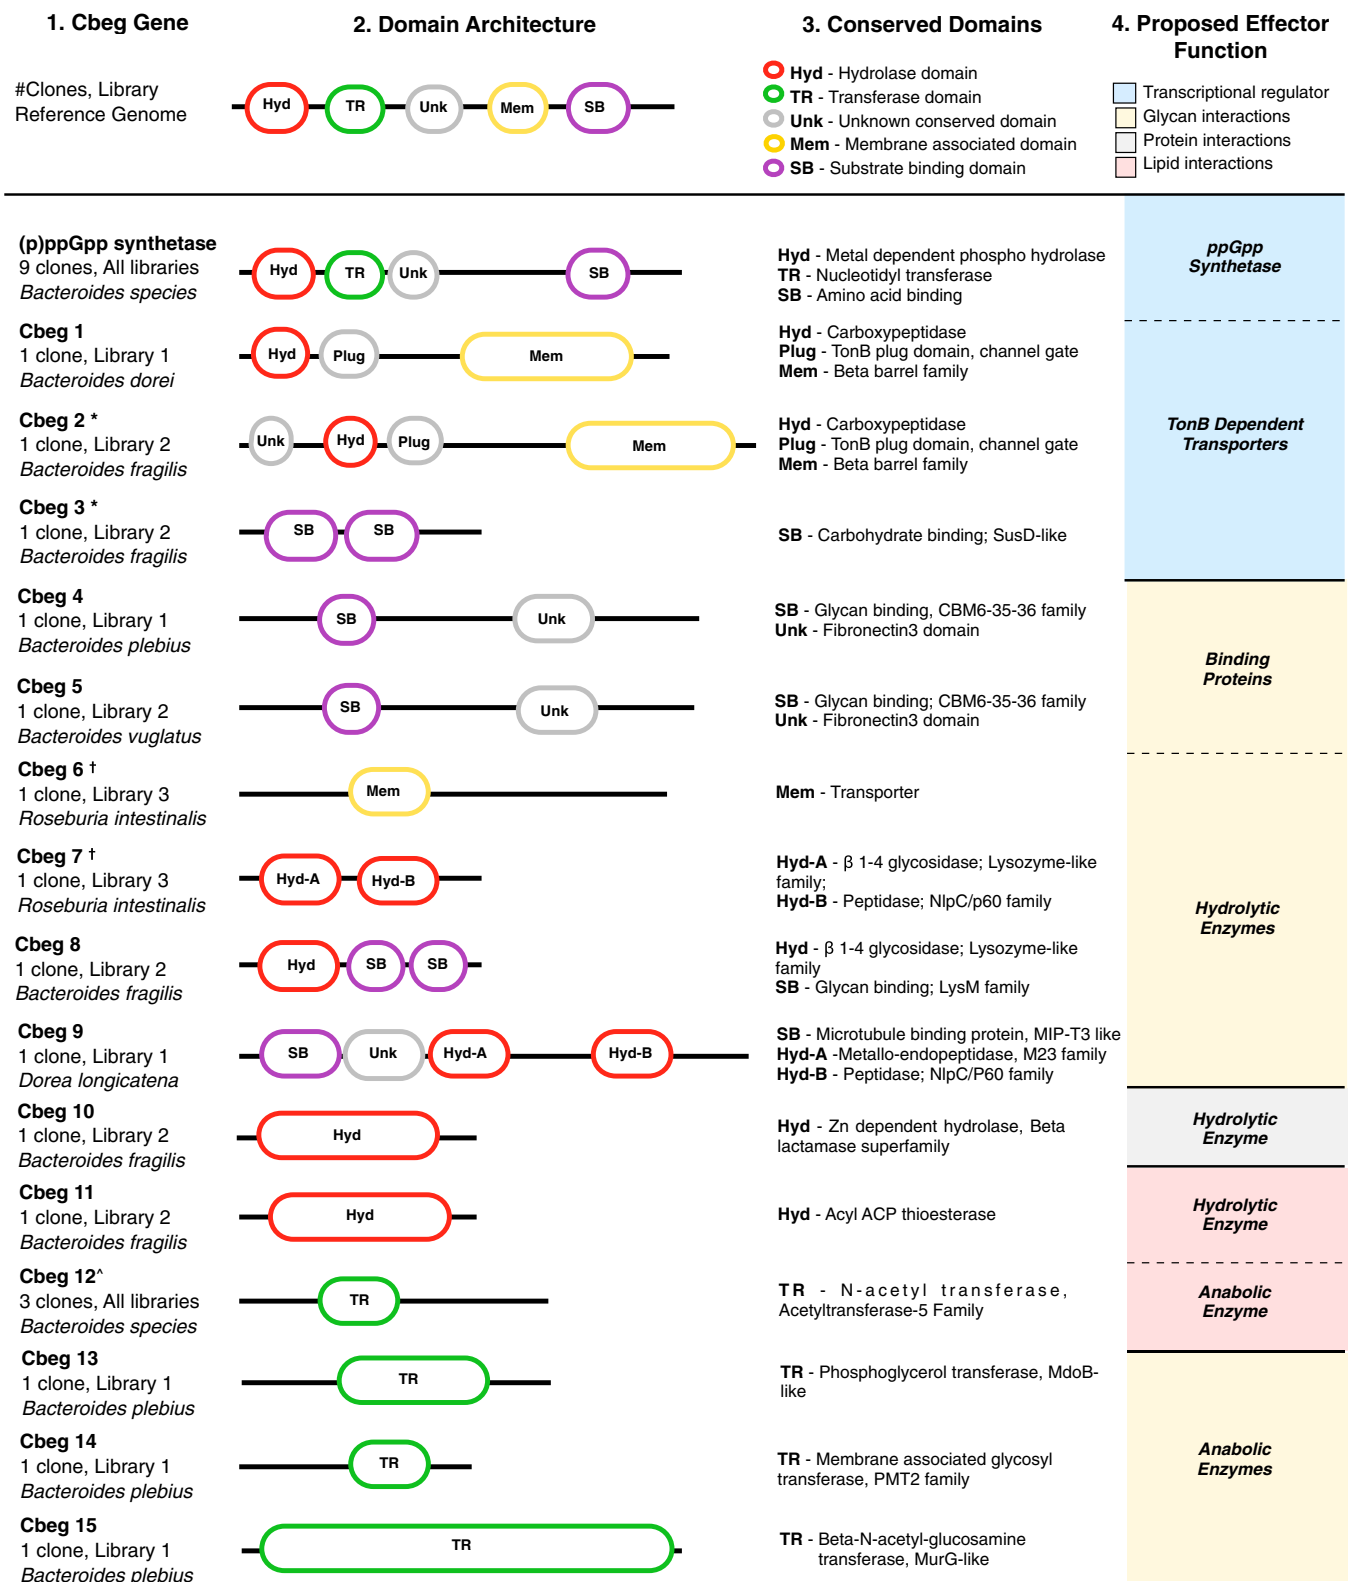 1. Cbeg Gene
2. Domain Architecture
3. Conserved Domains
4. Proposed Effector
Function
#Clones, Library
Reference Genome
Hyd
TR
Unk
Mem
SB
Hyd - Hydrolase domain
TR - Transferase domain
Unk - Unknown conserved domain
Mem - Membrane associated domain
SB - Substrate binding domain
Transcriptional regulator
Glycan interactions
Protein interactions
Lipid interactions
(p)ppGpp synthetase
9 clones, All libraries
Bacteroides species
Hyd
TR
Unk
SB
Hyd - Metal dependent phospho hydrolase
TR - Nucleotidyl transferase
SB - Amino acid binding
ppGpp
Synthetase
Cbeg 1
1 clone, Library 1
Bacteroides dorei
Hyd
Plug
Mem
Hyd - Carboxypeptidase
Plug - TonB plug domain, channel gate
Mem - Beta barrel family
Cbeg 2 *
1 clone, Library 2
Bacteroides fragilis
Unk
Hyd
Plug
Mem
Hyd - Carboxypeptidase
Plug - TonB plug domain, channel gate
Mem - Beta barrel family
TonB Dependent
Transporters
Cbeg 3 *
1 clone, Library 2
Bacteroides fragilis
SB
SB
SB - Carbohydrate binding; SusD-like
Cbeg 4
1 clone, Library 1
Bacteroides plebius
SB
Unk
SB - Glycan binding, CBM6-35-36 family
Unk - Fibronectin3 domain
Binding
Proteins
Cbeg 5
1 clone, Library 2
Bacteroides vuglatus
SB
Unk
SB - Glycan binding; CBM6-35-36 family
Unk - Fibronectin3 domain
Cbeg 6 †
1 clone, Library 3
Roseburia intestinalis
Mem
Mem - Transporter
Cbeg 7 †
1 clone, Library 3
Roseburia intestinalis
Hyd-A
Hyd-B
Hyd-A - β 1-4 glycosidase; Lysozyme-like
family;
Hyd-B - Peptidase; NlpC/p60 family
Hydrolytic
Enzymes
Cbeg 8
1 clone, Library 2
Bacteroides fragilis
Hyd
SB
SB
Hyd - β 1-4 glycosidase; Lysozyme-like
family
SB - Glycan binding; LysM family
Cbeg 9
1 clone, Library 1
Dorea longicatena
SB
Unk
Hyd-A
Hyd-B
SB - Microtubule binding protein, MIP-T3 like
Hyd-A -Metallo-endopeptidase, M23 family
Hyd-B - Peptidase; NlpC/P60 family
Cbeg 10
1 clone, Library 2
Bacteroides fragilis
Hyd
Hyd - Zn dependent hydrolase, Beta
lactamase superfamily
Hydrolytic
Enzyme
Cbeg 11
1 clone, Library 2
Bacteroides fragilis
Hyd
Hyd - Acyl ACP thioesterase
Hydrolytic
Enzyme
Cbeg 12^
3 clones, All libraries
Bacteroides species
TR
TR - N-acetyl transferase,
Acetyltransferase-5 Family
Anabolic
Enzyme
Cbeg 13
1 clone, Library 1
Bacteroides plebius
TR
TR - Phosphoglycerol transferase, MdoB-
like
Cbeg 14
1 clone, Library 1
Bacteroides plebius
TR
TR - Membrane associated glycosyl
transferase, PMT2 family
Anabolic
Enzymes
Cbeg 15
1 clone, Library 1
Bacteroides plebius
TR
TR - Beta-N-acetyl-glucosamine
transferase, MurG-like